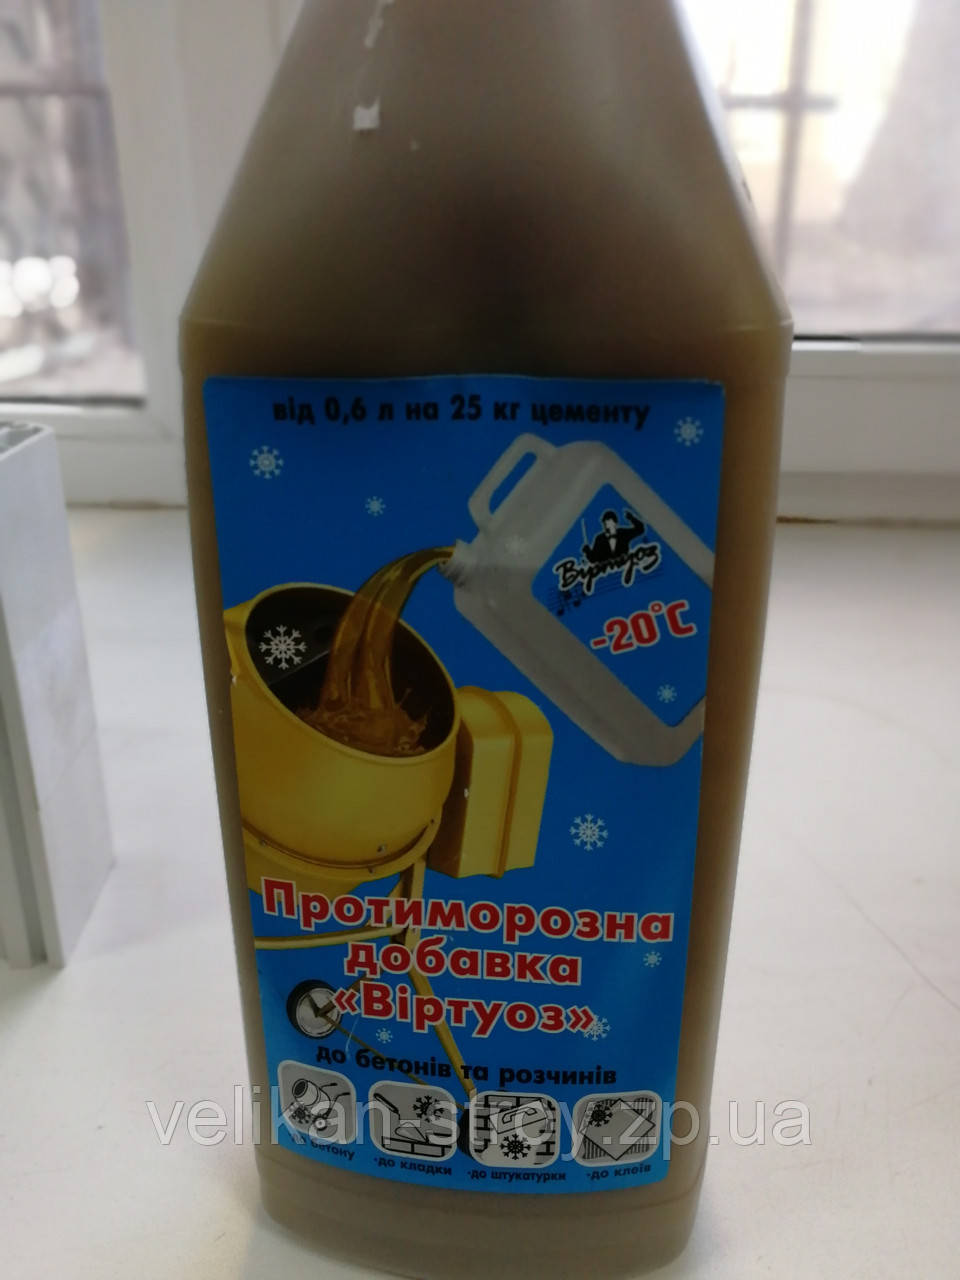 від 0,6 л на 25 кг цементу
Віртуоз
-20°C
Протиморозна
добавка
«Віртуоз»
до бетонів та розчинів
velikan-stroy.zp.ua
бетону
·до кладки
·до штукатурки
·до клеїв